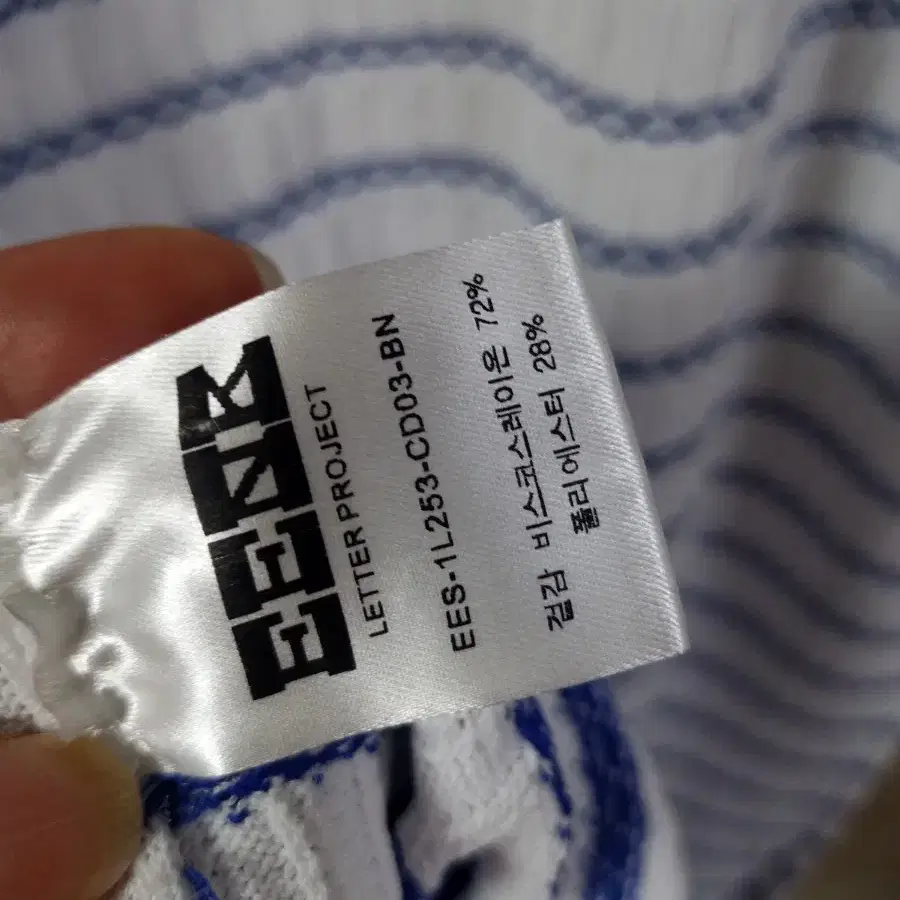 EENK
LETTER PROJECT
EES-1L253-CD03-BN
겉감 비스코스레이온 72%
폴리에스터 28%